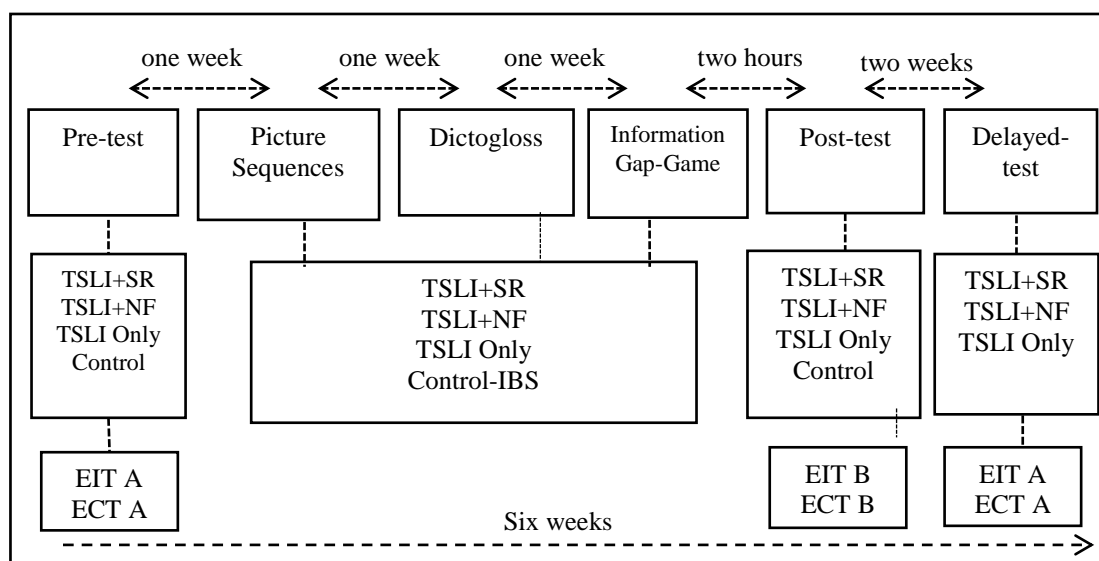 one week
one week
one week
two hours
two weeks
Pre-test
Picture
Sequences
Dictogloss
Information
Gap-Game
Post-test
Delayed-
test
TSLI+SR
TSLI+NF
TSLI Only
Control
TSLI+SR
TSLI+NF
TSLI Only
Control-IBS
TSLI+SR
TSLI+NF
TSLI Only
Control
TSLI+SR
TSLI+NF
TSLI Only
EIT A
ECT A
EIT B
ECT B
EIT A
ECT A
Six weeks